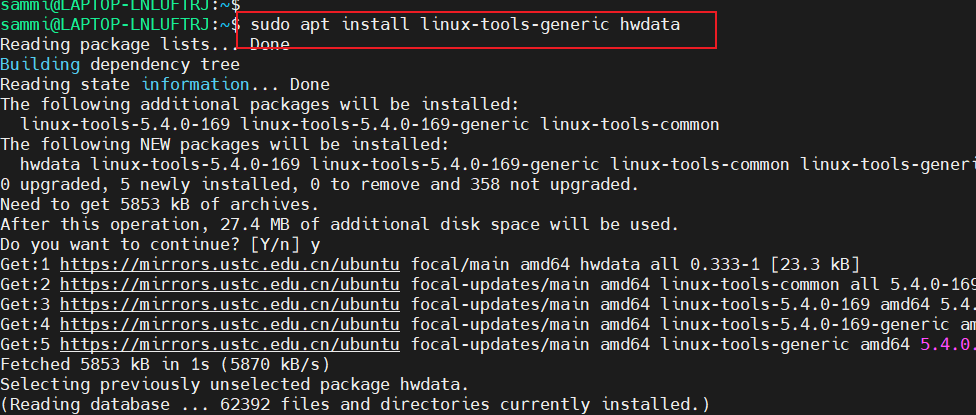 sammi@LAPTOP-LNLUFTRJ:~$
sammi@LAPTOP-LNLUFTRJ:~$ sudo apt install linux-tools-generic hwdata
Reading package lists... Done
Building dependency tree
Reading state information... Done
The following additional packages will be installed:
  linux-tools-5.4.0-169 linux-tools-5.4.0-169-generic linux-tools-common
The following NEW packages will be installed:
  hwdata linux-tools-5.4.0-169 linux-tools-5.4.0-169-generic linux-tools-common linux-tools-generi
0 upgraded, 5 newly installed, 0 to remove and 358 not upgraded.
Need to get 5853 kB of archives.
After this operation, 27.4 MB of additional disk space will be used.
Do you want to continue? [Y/n] y
Get:1 https://mirrors.ustc.edu.cn/ubuntu focal/main amd64 hwdata all 0.333-1 [23.3 kB]
Get:2 https://mirrors.ustc.edu.cn/ubuntu focal-updates/main amd64 linux-tools-common all 5.4.0-169
Get:3 https://mirrors.ustc.edu.cn/ubuntu focal-updates/main amd64 linux-tools-5.4.0-169 amd64 5.4.
Get:4 https://mirrors.ustc.edu.cn/ubuntu focal-updates/main amd64 linux-tools-5.4.0-169-generic am
Get:5 https://mirrors.ustc.edu.cn/ubuntu focal-updates/main amd64 linux-tools-generic amd64 5.4.0.
Fetched 5853 kB in 1s (5870 kB/s)
Selecting previously unselected package hwdata.
(Reading database ... 62392 files and directories currently installed.)